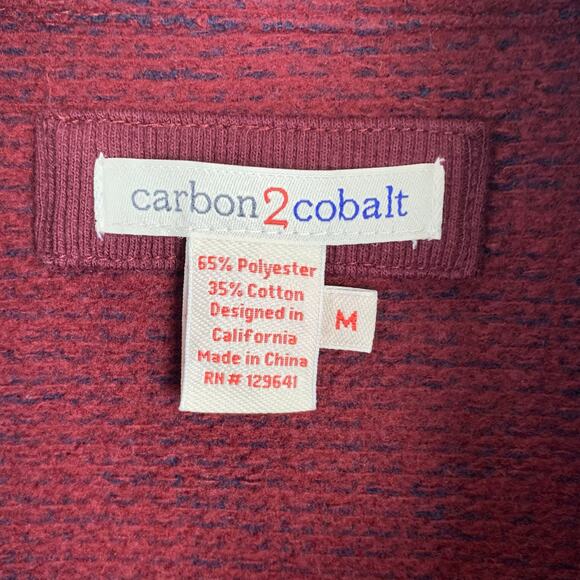 carbon2cobalt
65% Polyester
35% Cotton
Designed in
California
Made in China
RN# 129641
M